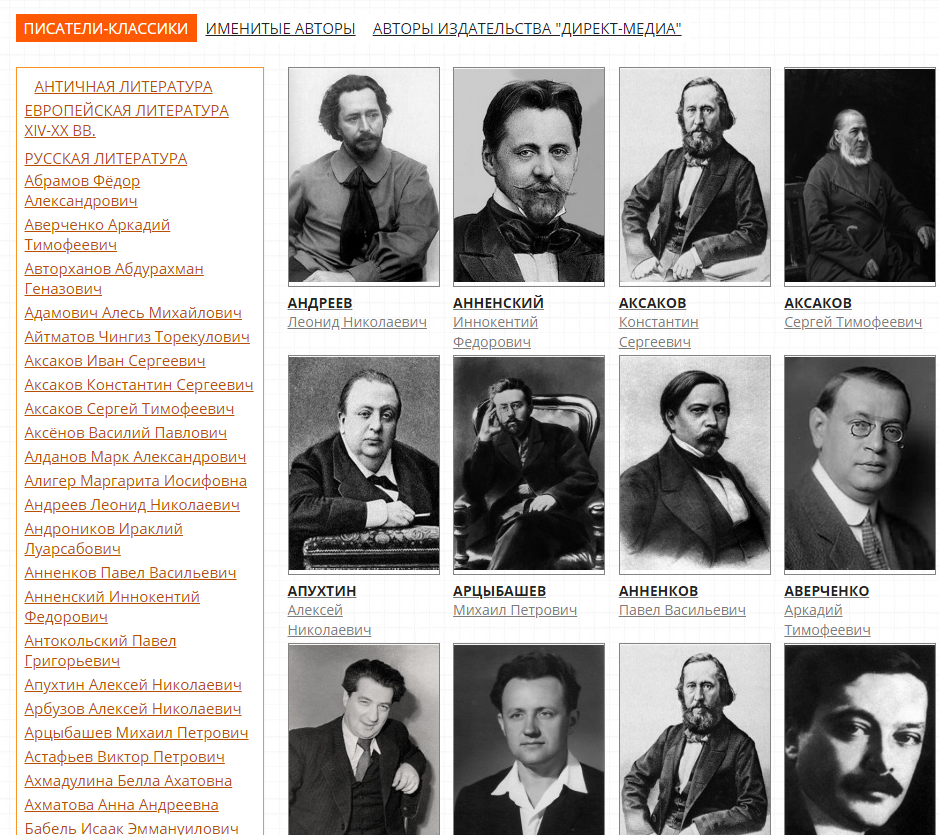 ПИСАТЕЛИ-КЛАССИКИ ИМЕНИТЫЕ АВТОРЫ АВТОРЫ ИЗДАТЕЛЬСТВА "ДИРЕКТ-МЕДИА"
АНТИЧНАЯ ЛИТЕРАТУРА
ЕВРОПЕЙСКАЯ ЛИТЕРАТУРА
XIV-XX ВВ.
РУССКАЯ ЛИТЕРАТУРА
Абрамов Фёдор
Александрович
Аверченко Аркадий
Тимофеевич
Авторханов Абдурахман
Геназович
Адамович Алесь Михайлович
Айтматов Чингиз Торекулович
Аксаков Иван Сергеевич
Аксаков Константин Сергеевич
Аксаков Сергей Тимофеевич
Аксёнов Василий Павлович
Алданов Марк Александрович
Алигер Маргарита Иосифовна
Андреев Леонид Николаевич
Андроников Ираклий
Луарсабович
Анненков Павел Васильевич
Анненский Иннокентий
Федорович
Антокольский Павел
Григорьевич
Апухтин Алексей Николаевич
Арбузов Алексей Николаевич
Арцыбашев Михаил Петрович
Астафьев Виктор Петрович
Ахмадулина Белла Ахатовна
Ахматова Анна Андреевна
Бабель Исаак Эммануилович
АНДРЕЕВ
Леонид Николаевич
АННЕНСКИЙ
Иннокентий
Федорович
АКСАКОВ
Константин
Сергеевич
АКСАКОВ
Сергей Тимофеевич
АПУХТИН
Алексей
Николаевич
АРЦЫБАШЕВ
Михаил Петрович
АННЕНКОВ
Павел Васильевич
АВЕРЧЕНКО
Аркадий
Тимофеевич